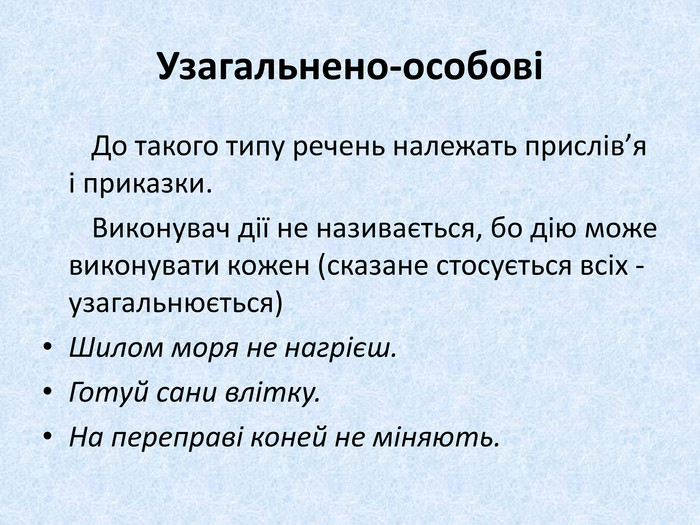 Узагальнено-особові
До такого типу речень належать прислів’я
і приказки.
Виконувач дії не називається, бо дію може
виконувати кожен (сказане стосується всіх -
узагальнюється)
• Шилом моря не нагрієш.
• Готуй сани влітку.
• На переправі коней не міняють.